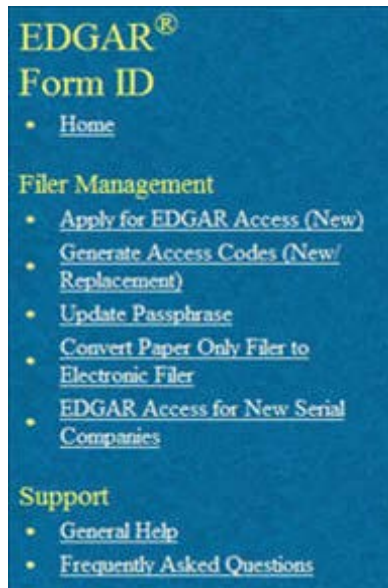 EDGAR®
Form ID
Home
Filer Management
Apply for EDGAR Access (New)
Generate Access Codes (New/
Replacement)
Update Passphrase
Convert Paper Only Filer to
Electronic Filer
EDGAR Access for New Serial
Companies
Support
General Help
Frequently Asked Questions